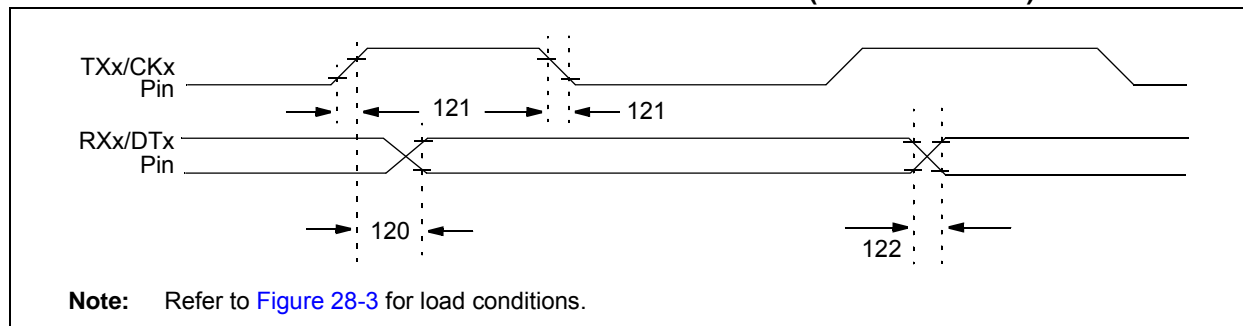 TXx/CKx
Pin
121
121
RXx/DTx
Pin
120
122
Note: Refer to Figure 28-3 for load conditions.